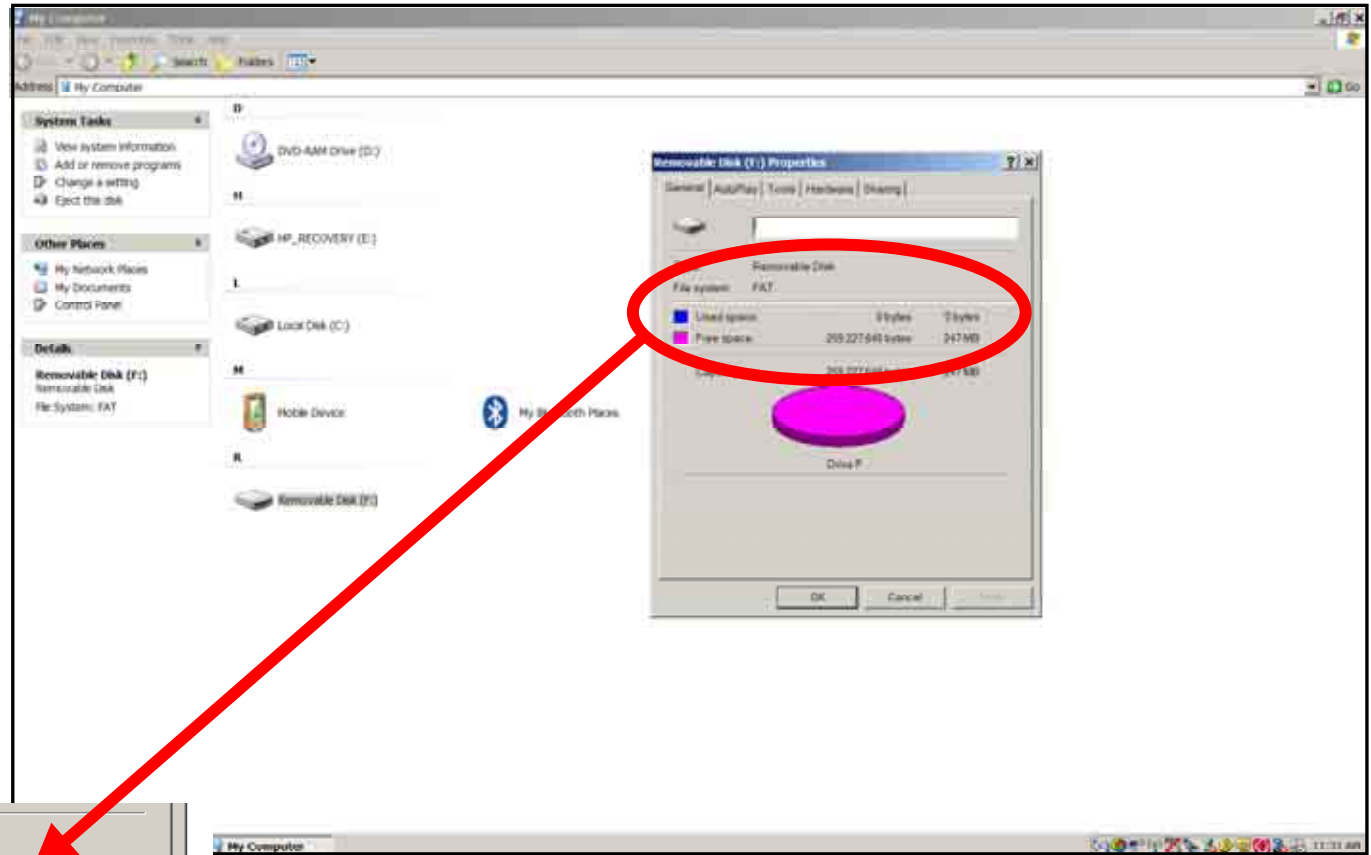 My Computer
Search Folders
Address My Computer Go
System Tasks
View system information
Add or remove programs
Change a setting
Eject this disk
Other Places
My Network Places
My Documents
Control Panel
Details
Removable Disk (F:)
Removable Disk
File System: FAT
D
DVD-RAM Drive (D:)
H
HP_RECOVERY (E:)
L
Local Disk (C:)
M
Mobile Device
My Bluetooth Places
R
Removable Disk (F:)
Removable Disk (F:) Properties
General AutoPlay Tools Hardware Sharing
Removable Disk
File system: FAT
Used space: 0 bytes 0 bytes
Free space: bytes 247 MB
247 MB
Drive F
OK Cancel
My Computer
11:31 AM